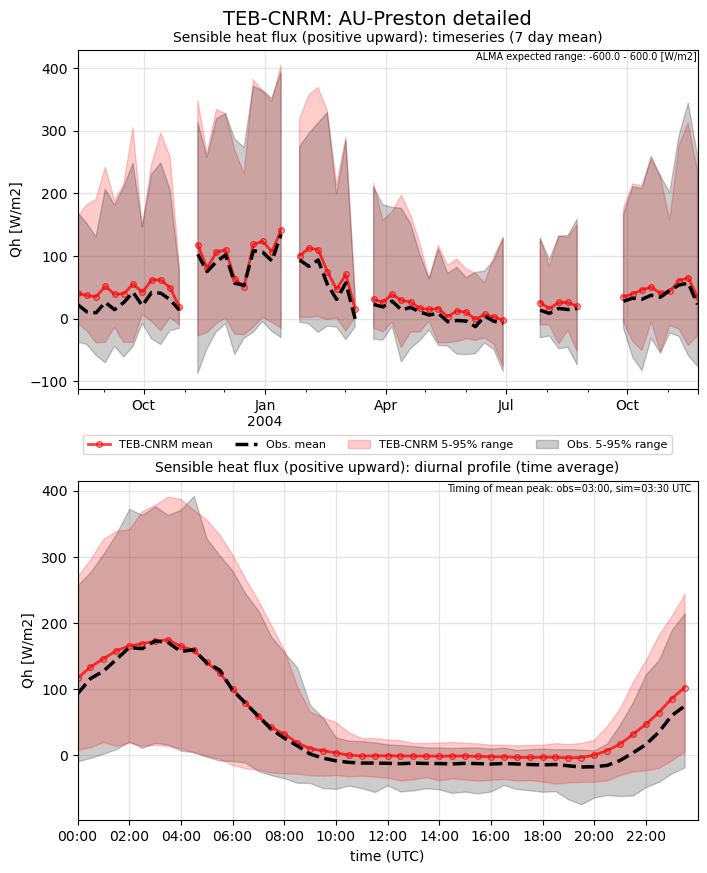 TEB-CNRM: AU-Preston detailed
Sensible heat flux (positive upward): timeseries (7 day mean)
ALMA expected range: -600.0 - 600.0 [W/m2]
400
300
200
100
0
−100
Qh [W/m2]
Oct
Jan
2004
Apr
Jul
Oct
TEB-CNRM mean
Obs. mean
TEB-CNRM 5-95% range
Obs. 5-95% range
Sensible heat flux (positive upward): diurnal profile (time average)
Timing of mean peak: obs=03:00, sim=03:30 UTC
400
300
200
100
0
Qh [W/m2]
00:00
02:00
04:00
06:00
08:00
10:00
12:00
14:00
16:00
18:00
20:00
22:00
time (UTC)